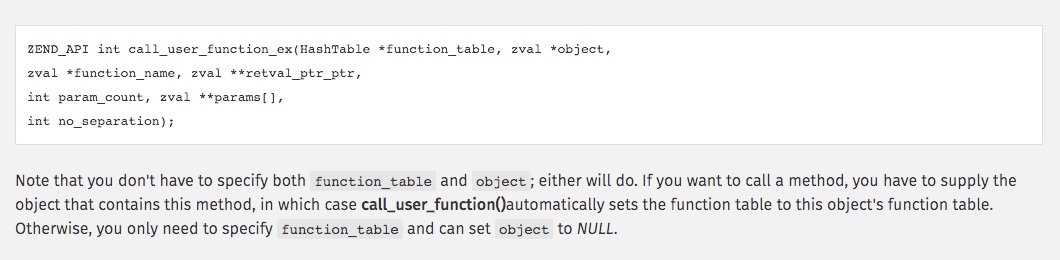 ZEND_API int call_user_function_ex(HashTable *function_table, zval *object,
zval *function_name, zval **retval_ptr_ptr,
int param_count, zval **params[],
int no_separation);
Note that you don't have to specify both function_table and object; either will do. If you want to call a method, you have to supply the
object that contains this method, in which case call_user_function()automatically sets the function table to this object's function table.
Otherwise, you only need to specify function_table and can set object to NULL.